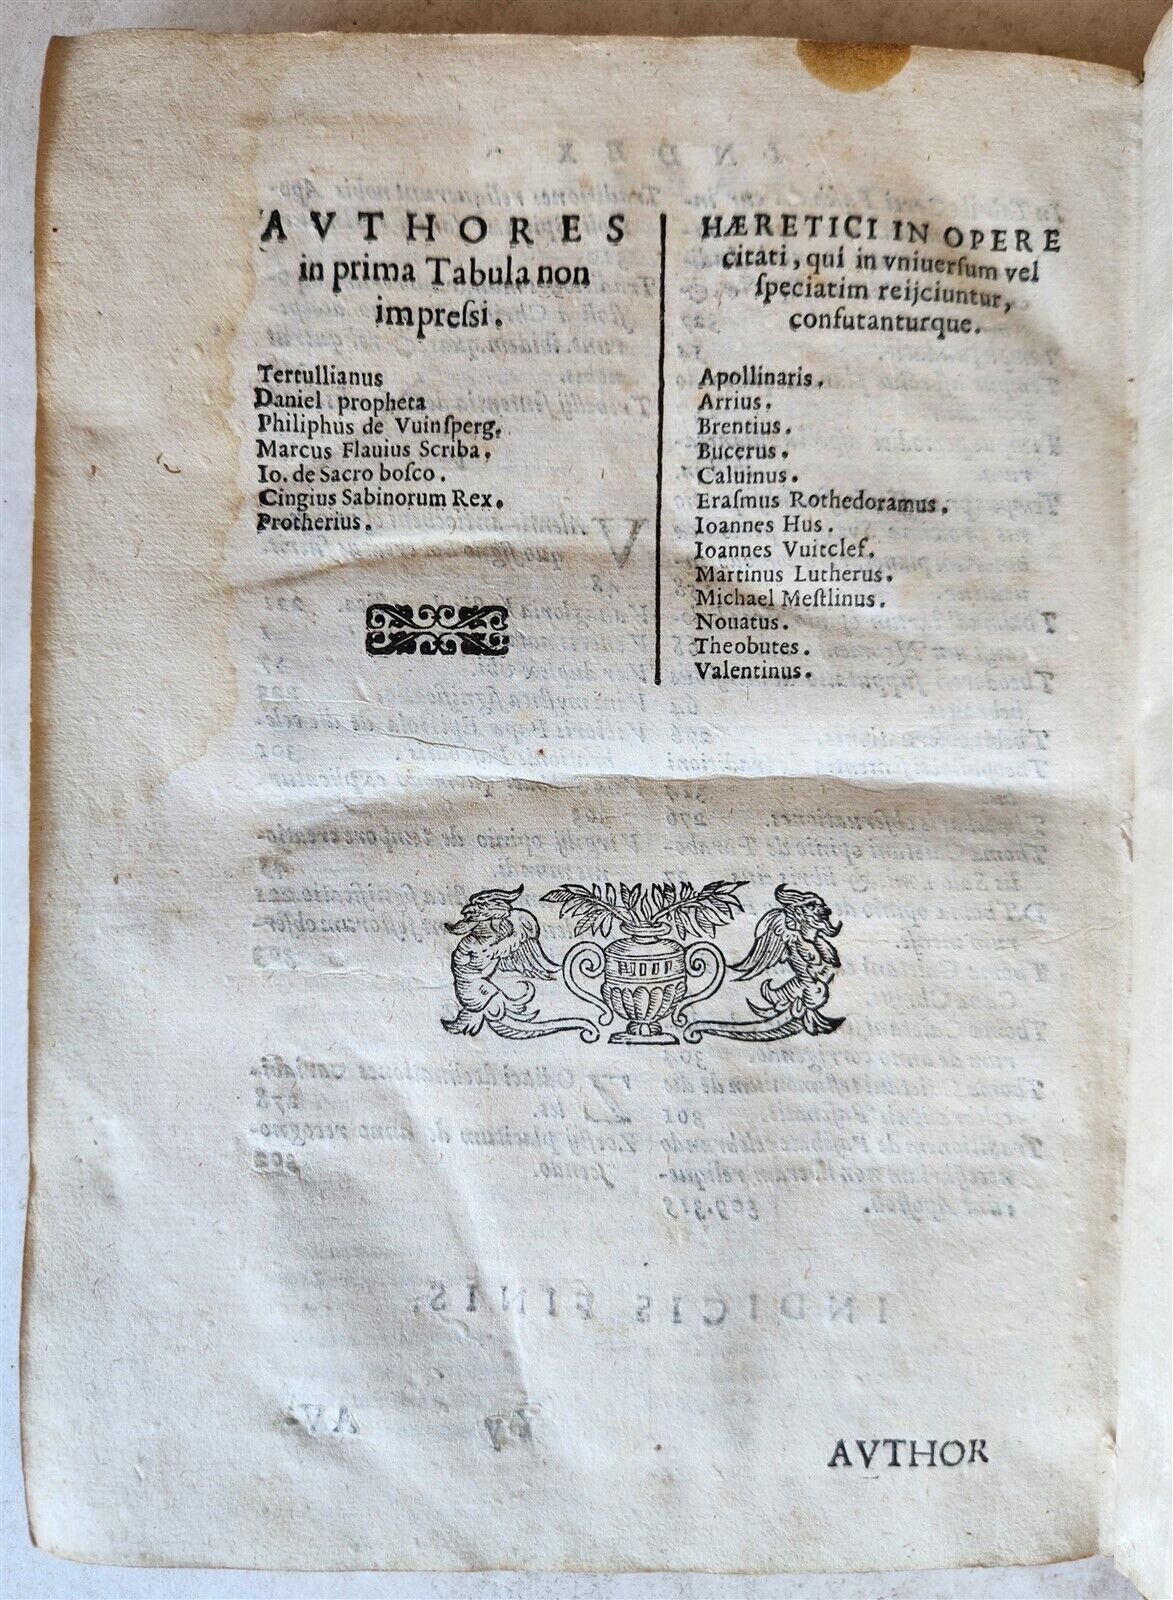 AVTHORES
in prima Tabula non
impreſsi.
Tertullianus
Daniel propheta
Philiphus de Vuinſperg.
Marcus Flauius Scriba.
Io. de Sacro boſco.
Cingius Sabinorum Rex.
Protherius.
HÆRETICI IN OPERE
citati, qui in vniuerſum vel
ſpeciatim reijciuntur,
confutanturque.
Apollinaris.
Arrius.
Brentius.
Bucerus.
Caluinus.
Eraſmus Rothedoramus.
Ioannes Hus.
Ioannes Vuitclef.
Martinus Lutherus.
Michael Meſtlinus.
Nouatus.
Theobutes.
Valentinus.
AVTHOR